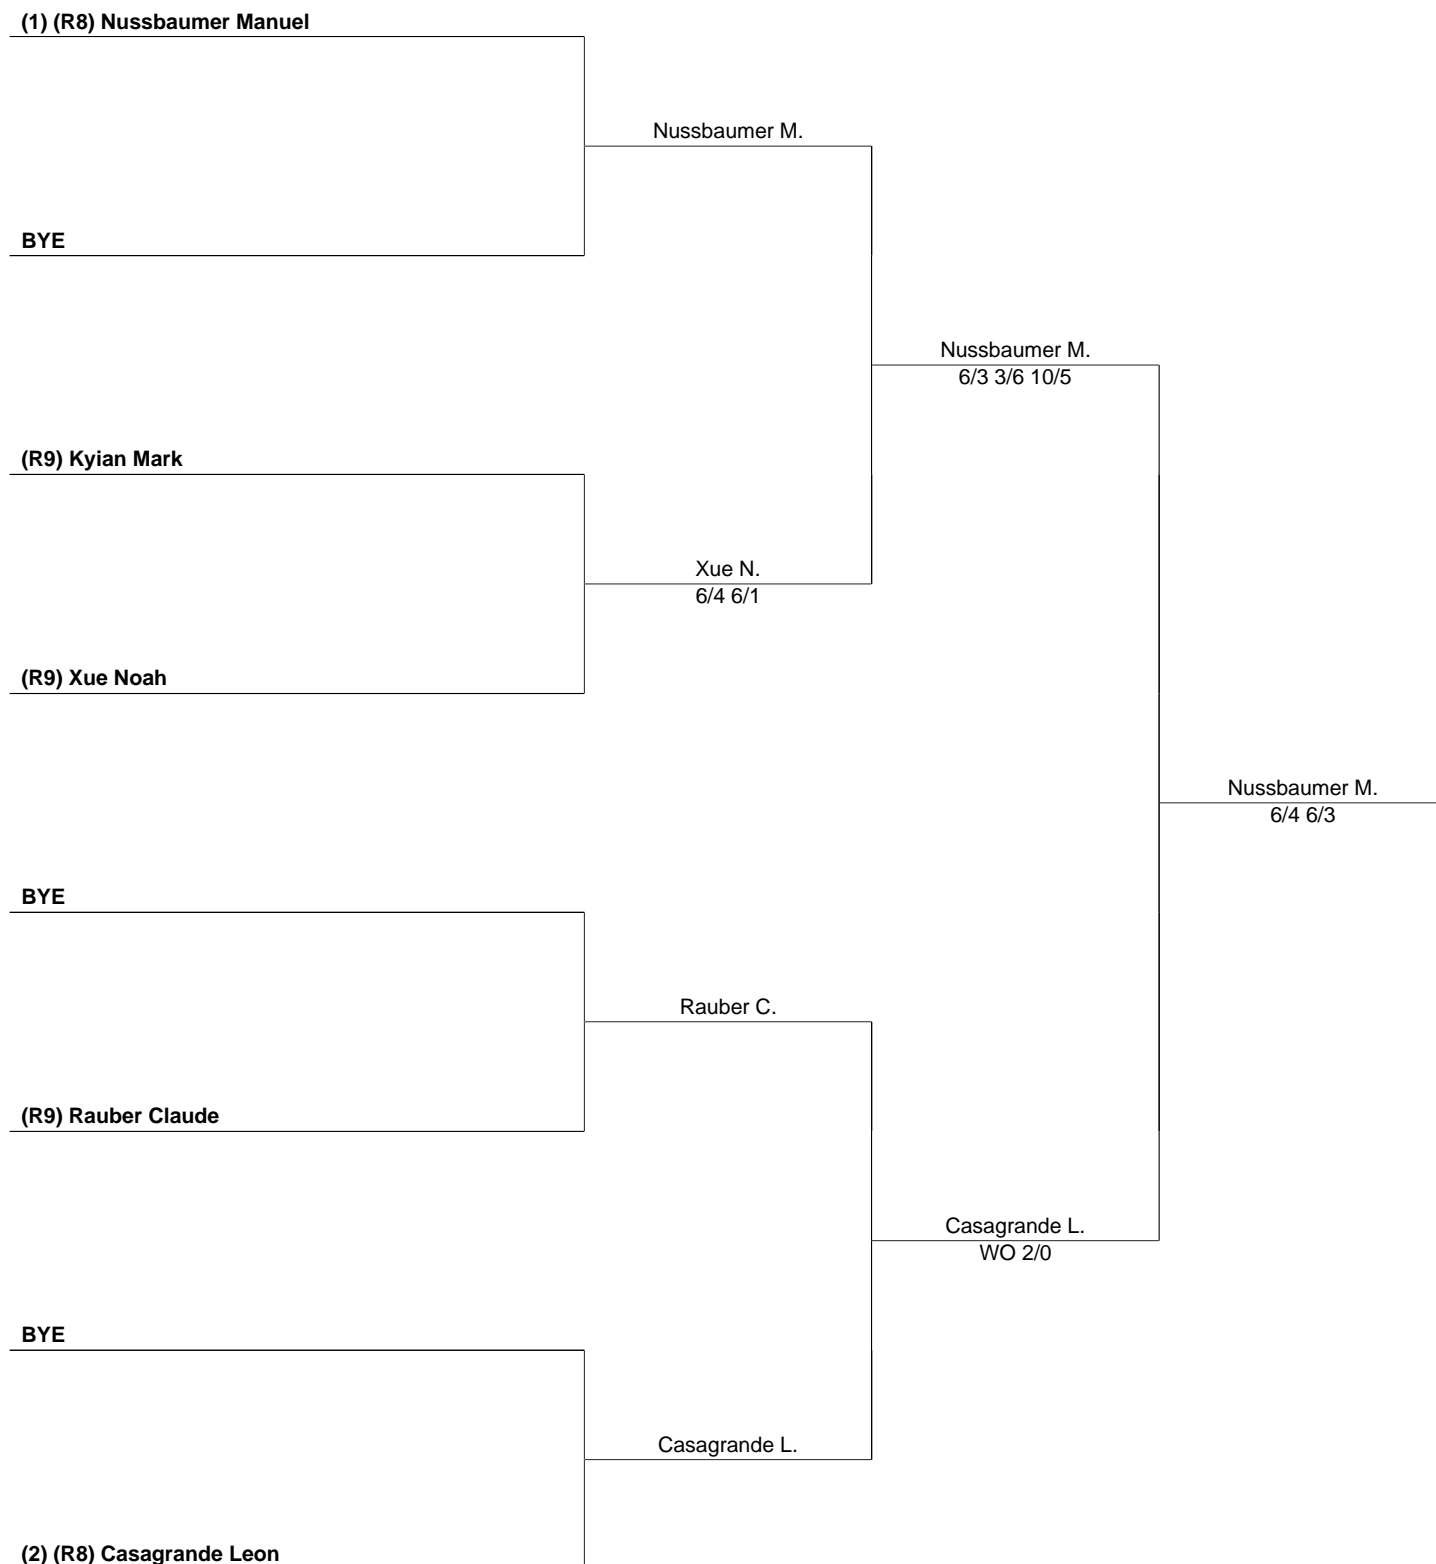 (1) (R8) Nussbaumer Manuel
Nussbaumer M.
BYE
Nussbaumer M.
6/3 3/6 10/5
(R9) Kyian Mark
Xue N.
6/4 6/1
(R9) Xue Noah
Nussbaumer M.
6/4 6/3
BYE
Rauber C.
(R9) Rauber Claude
Casagrande L.
WO 2/0
BYE
Casagrande L.
(2) (R8) Casagrande Leon